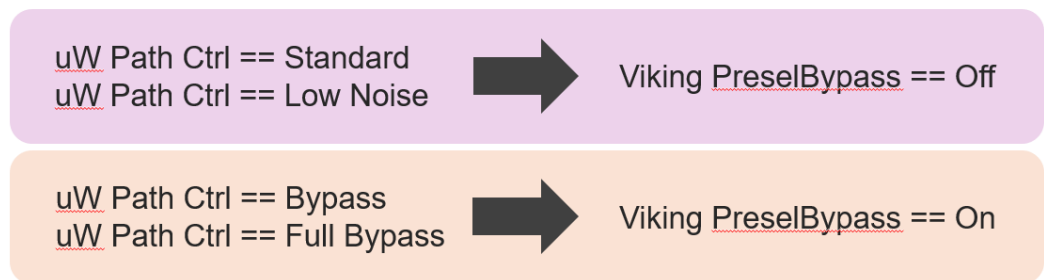 uW Path Ctrl == Standard
uW Path Ctrl == Low Noise
Viking PreselBypass == Off
uW Path Ctrl == Bypass
uW Path Ctrl == Full Bypass
Viking PreselBypass == On